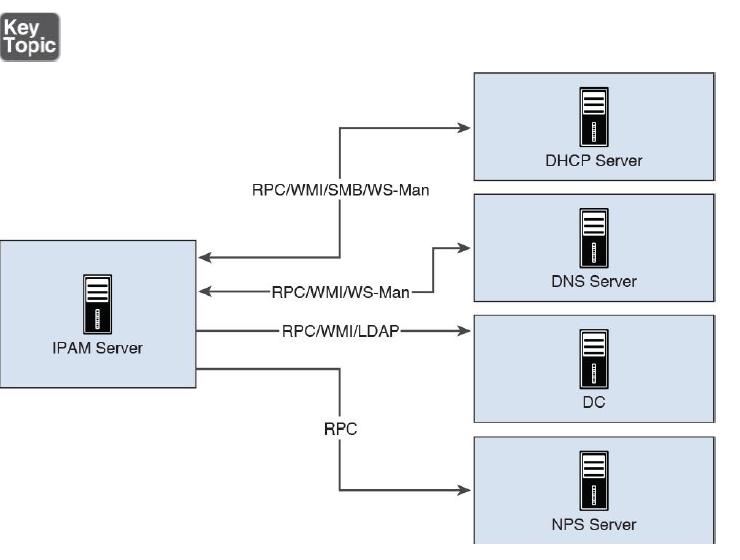 Key
Topic
DHCP Server
RPC/WMI/SMB/WS-Man
DNS Server
RPC/WMI/WS-Man
IPAM Server
RPC/WMI/LDAP
DC
RPC
NPS Server